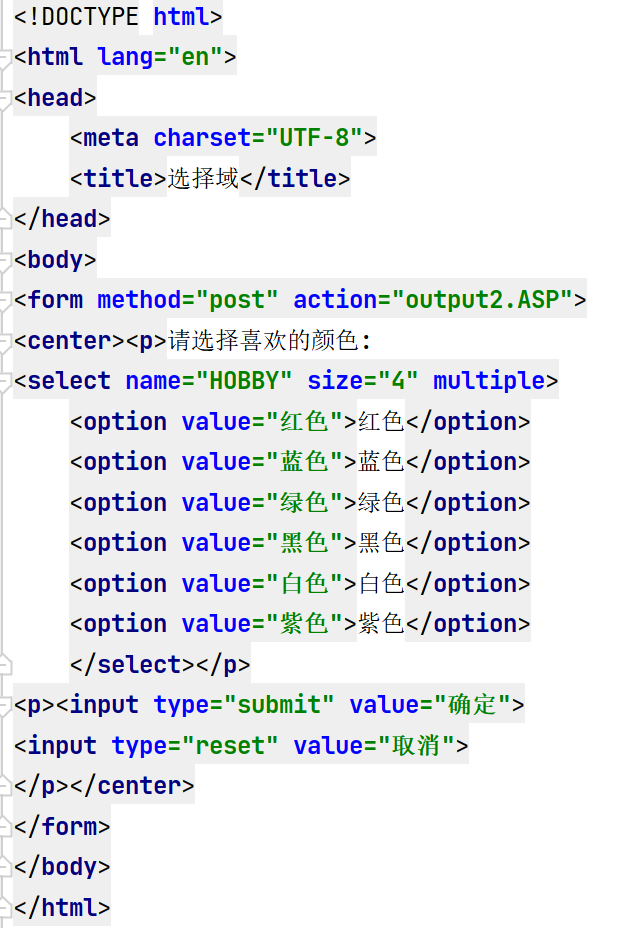 <!DOCTYPE html>
<html lang="en">
<head>
    <meta charset="UTF-8">
    <title>选择域</title>
</head>
<body>
<form method="post" action="output2.ASP">
<center><p>请选择喜欢的颜色:
<select name="HOBBY" size="4" multiple>
    <option value="红色">红色</option>
    <option value="蓝色">蓝色</option>
    <option value="绿色">绿色</option>
    <option value="黑色">黑色</option>
    <option value="白色">白色</option>
    <option value="紫色">紫色</option>
    </select></p>
<p><input type="submit" value="确定">
<input type="reset" value="取消">
</p></center>
</form>
</body>
</html>